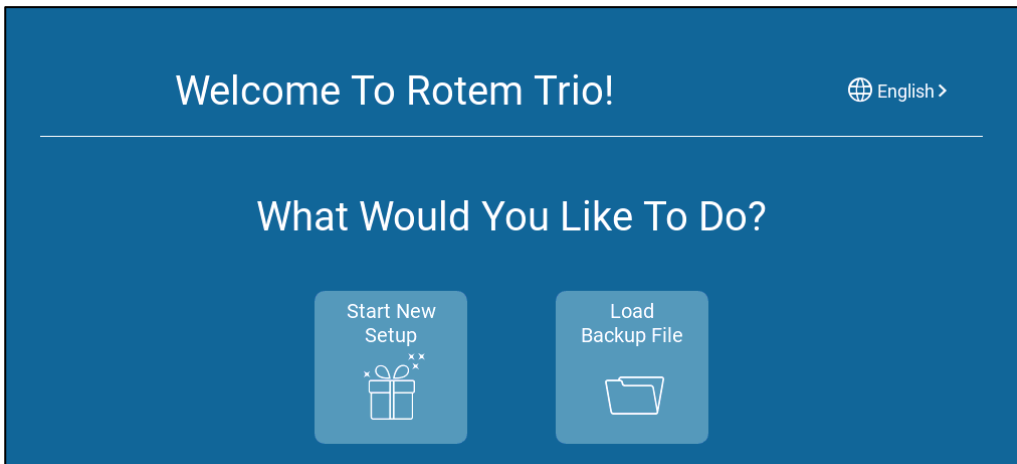 Welcome To Rotem Trio!
English >
What Would You Like To Do?
Start New
Setup
Load
Backup File